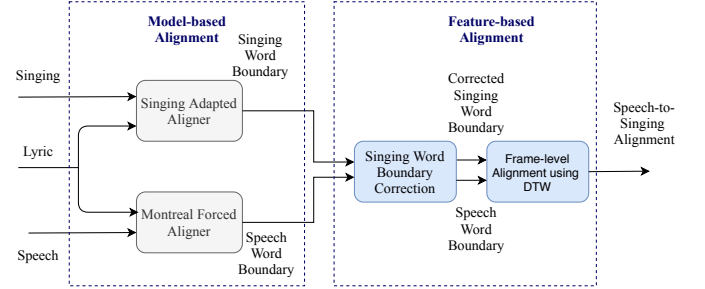 Model-based
Alignment
Feature-based
Alignment
Singing
Word
Boundary
Singing
Singing Adapted
Aligner
Lyric
Montreal Forced
Aligner
Speech
Speech
Word
Boundary
Corrected
Singing
Word
Boundary
Singing Word
Boundary
Correction
Frame-level
Alignment using
DTW
Speech
Word
Boundary
Speech-to-
Singing
Alignment